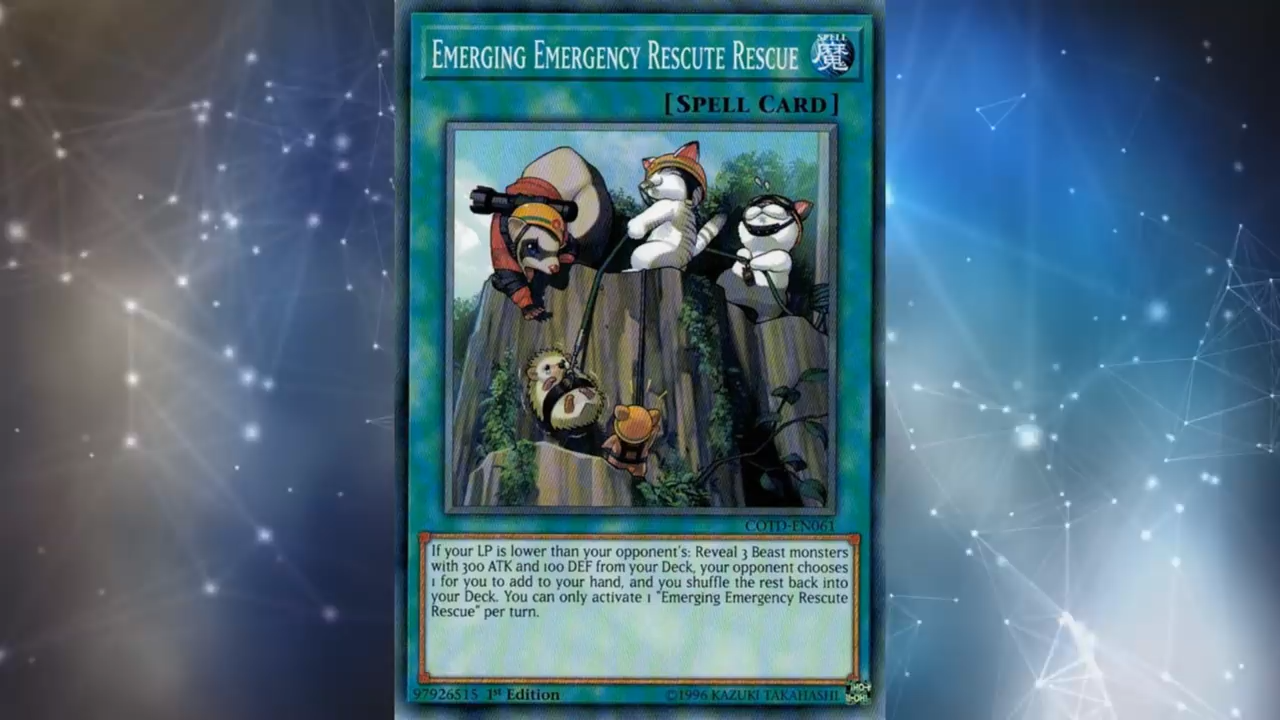 EMERGING EMERGENCY RESCUTE RESCUE
SPELL
魔
[SPELL CARD]
COTD-EN061
If your LP is lower than your opponent's: Reveal 3 Beast monsters
with 300 ATK and 100 DEF from your Deck, your opponent chooses
1 for you to add to your hand, and you shuffle the rest back into
your Deck. You can only activate 1 "Emerging Emergency Rescute
Rescue" per turn.
97926515 1st Edition ©1996 KAZUKI TAKAHASHI